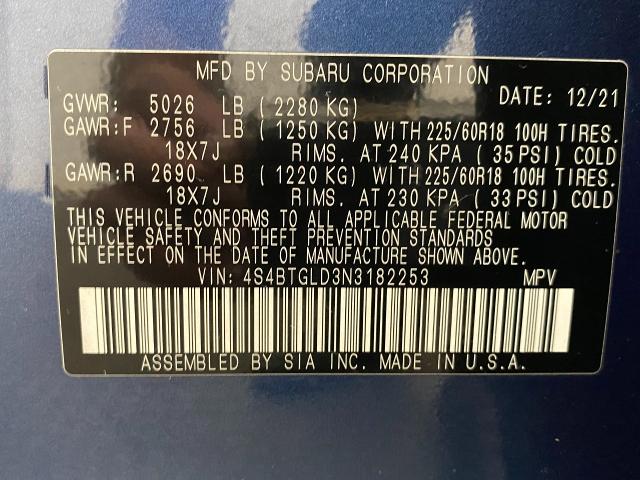 MFD BY SUBARU CORPORATION
DATE: 12/21
GVWR: 5026 LB (2280 KG)
GAWR:F 2756 LB (1250 KG) WITH 225/60R18 100H TIRES.
18X7J RIMS. AT 240 KPA (35 PSI) COLD
GAWR:R 2690 LB (1220 KG) WITH 225/60R18 100H TIRES.
18X7J RIMS. AT 230 KPA (33 PSI) COLD
THIS VEHICLE CONFORMS TO ALL APPLICABLE FEDERAL MOTOR
VEHICLE SAFETY AND THEFT PREVENTION STANDARDS
IN EFFECT ON THE DATE OF MANUFACTURE SHOWN ABOVE.
VIN: 4S4BTGLD3N3182253 MPV
ASSEMBLED BY SIA INC. MADE IN U.S.A.